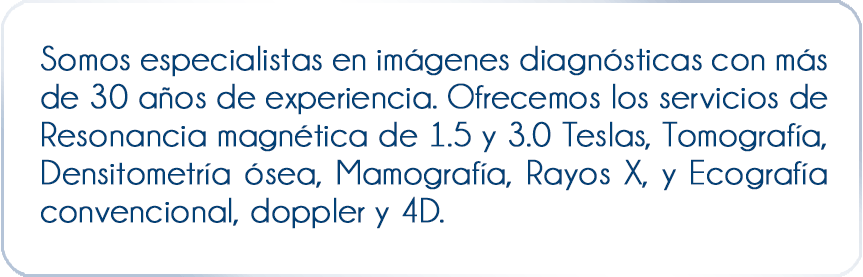 Somos especialistas en imágenes diagnósticas con más
de 30 años de experiencia. Ofrecemos los servicios de
Resonancia magnética de 1.5 y 3.0 Teslas, Tomografía,
Densitometría ósea, Mamografía, Rayos X, y Ecografía
convencional, doppler y 4D.